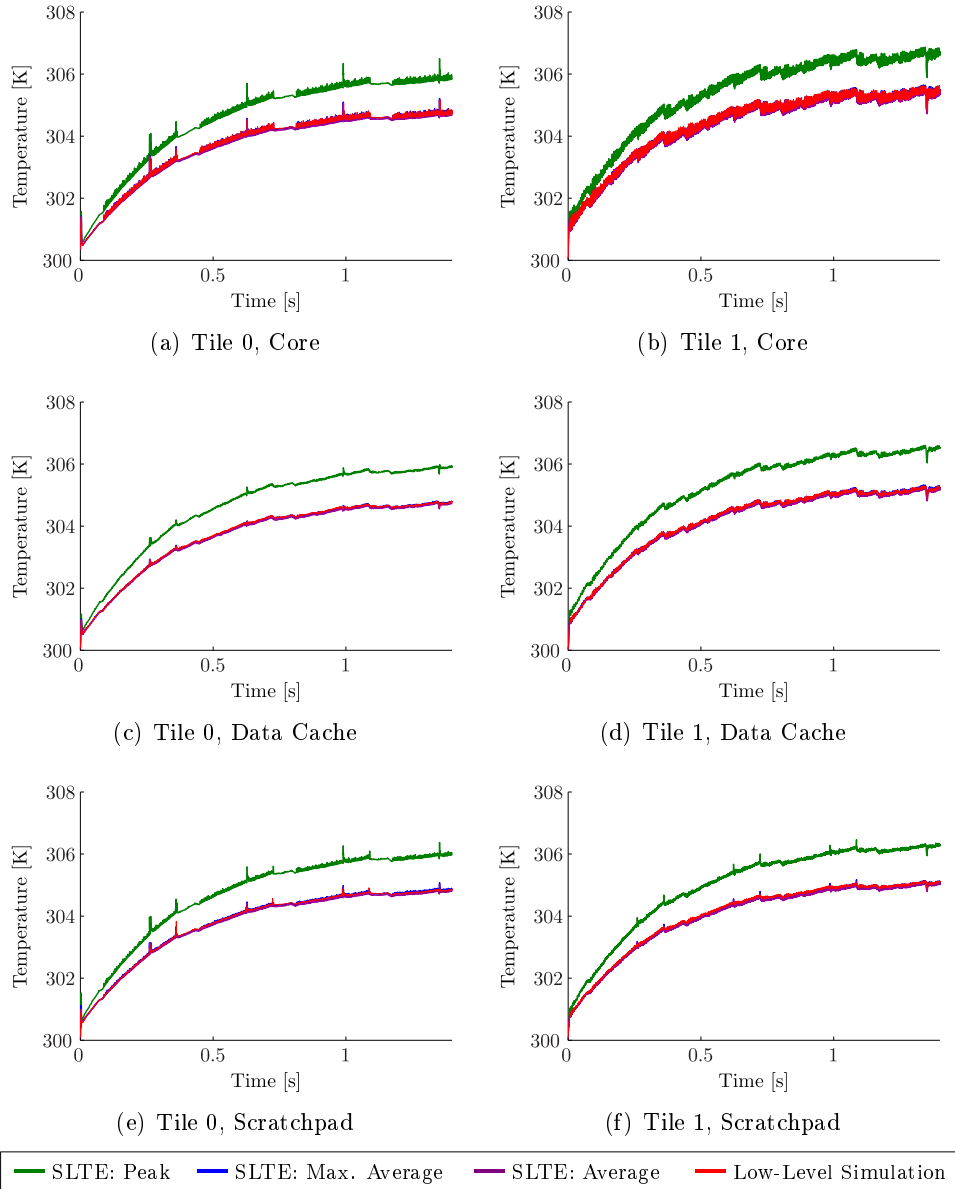 308
306
304
302
300
Temperature [K]
0
0.5
1
Time [s]
(a) Tile 0, Core
308
306
304
302
300
Temperature [K]
0
0.5
1
Time [s]
(b) Tile 1, Core
308
306
304
302
300
Temperature [K]
0
0.5
1
Time [s]
(c) Tile 0, Data Cache
308
306
304
302
300
Temperature [K]
0
0.5
1
Time [s]
(d) Tile 1, Data Cache
308
306
304
302
300
Temperature [K]
0
0.5
1
Time [s]
(e) Tile 0, Scratchpad
308
306
304
302
300
Temperature [K]
0
0.5
1
Time [s]
(f) Tile 1, Scratchpad
SLTE: Peak
SLTE: Max. Average
SLTE: Average
Low-Level Simulation